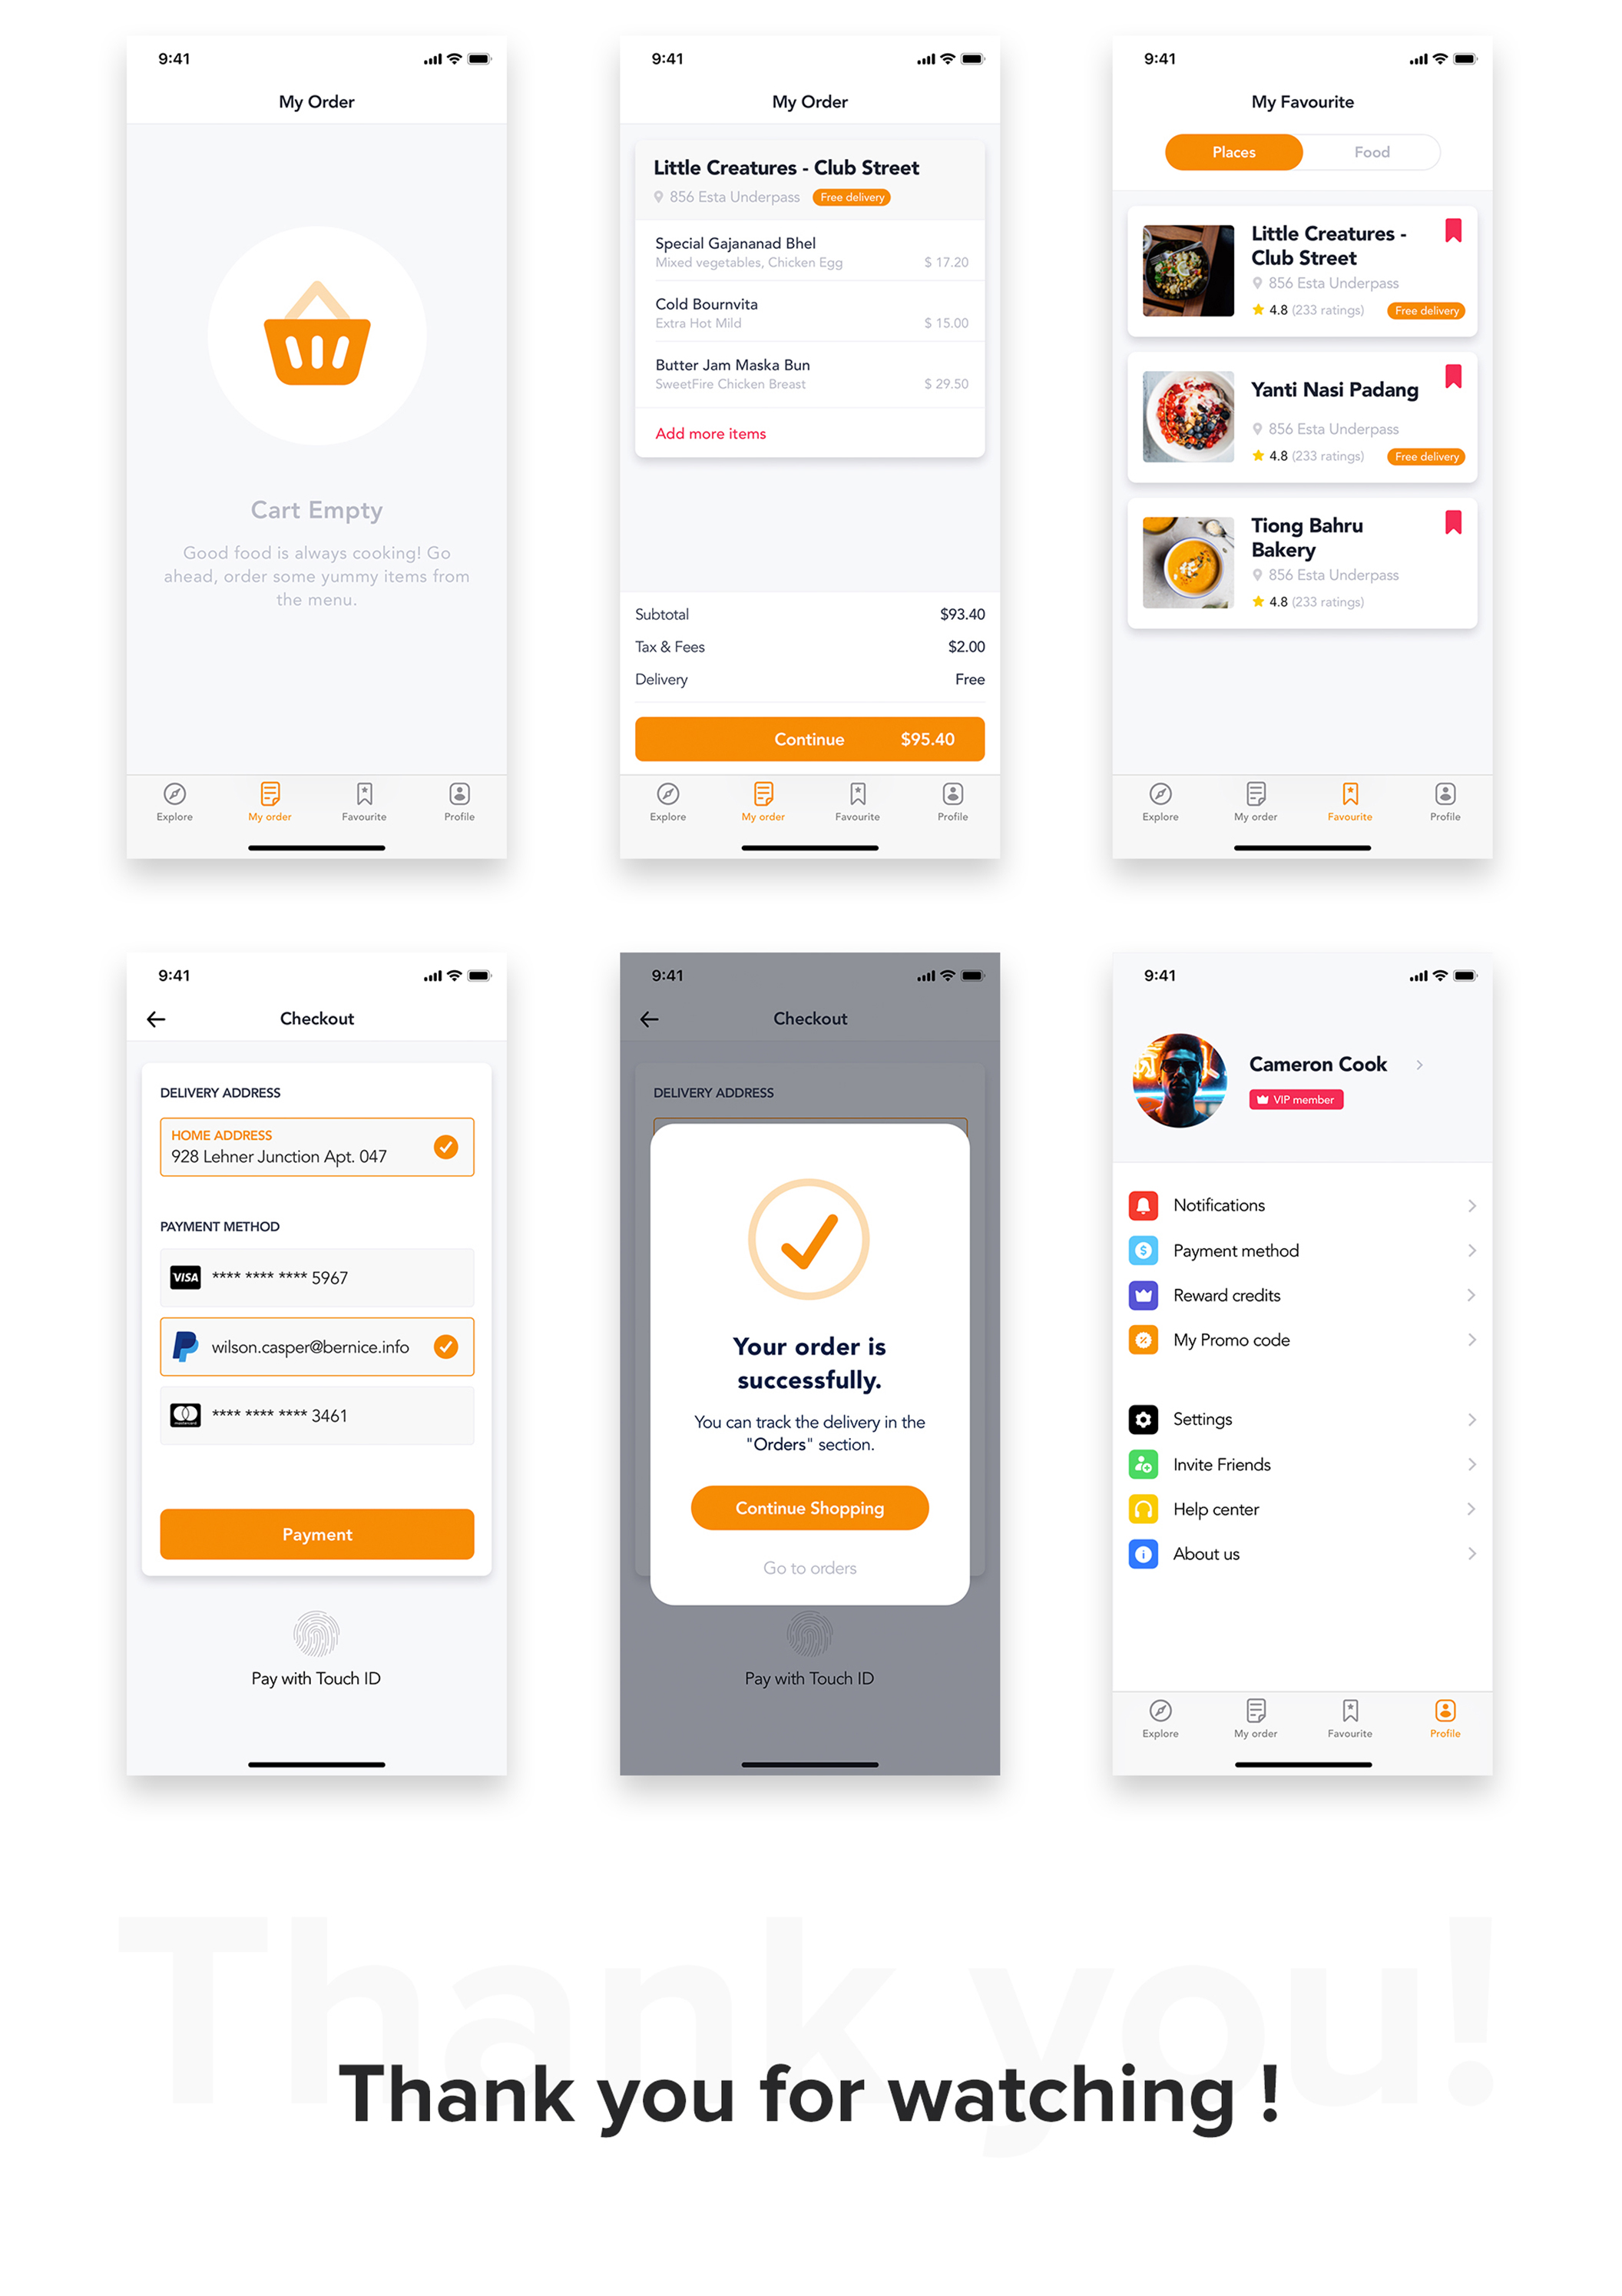 9:41
My Order
Cart Empty
Good food is always cooking! Go
ahead, order some yummy items from
the menu.
Explore
My order
Favourite
Profile
9:41
My Order
Little Creatures - Club Street
856 Esta Underpass
Free delivery
Special Gajananad Bhel
Mixed vegetables, Chicken Egg
$ 17.20
Cold Bournvita
Extra Hot Mild
$ 15.00
Butter Jam Maska Bun
SweetFire Chicken Breast
$ 29.50
Add more items
Subtotal
$93.40
Tax & Fees
$2.00
Delivery
Free
Continue
$95.40
Explore
My order
Favourite
Profile
9:41
My Favourite
Places
Food
Little Creatures -
Club Street
856 Esta Underpass
4.8 (233 ratings)
Free delivery
Yanti Nasi Padang
856 Esta Underpass
4.8 (233 ratings)
Free delivery
Tiong Bahru
Bakery
856 Esta Underpass
4.8 (233 ratings)
Explore
My order
Favourite
Profile
9:41
Checkout
DELIVERY ADDRESS
HOME ADDRESS
928 Lehner Junction Apt. 047
PAYMENT METHOD
VISA **** **** **** 5967
wilson.casper@bernice.info
**** **** **** 3461
Payment
Pay with Touch ID
9:41
Checkout
DELIVERY ADDRESS
Your order is
successfully.
You can track the delivery in the
"Orders" section.
Continue Shopping
Go to orders
Pay with Touch ID
9:41
Cameron Cook
VIP member
Notifications
Payment method
Reward credits
My Promo code
Settings
Invite Friends
Help center
About us
Explore
My order
Favourite
Profile
Thank you!
Thank you for watching !